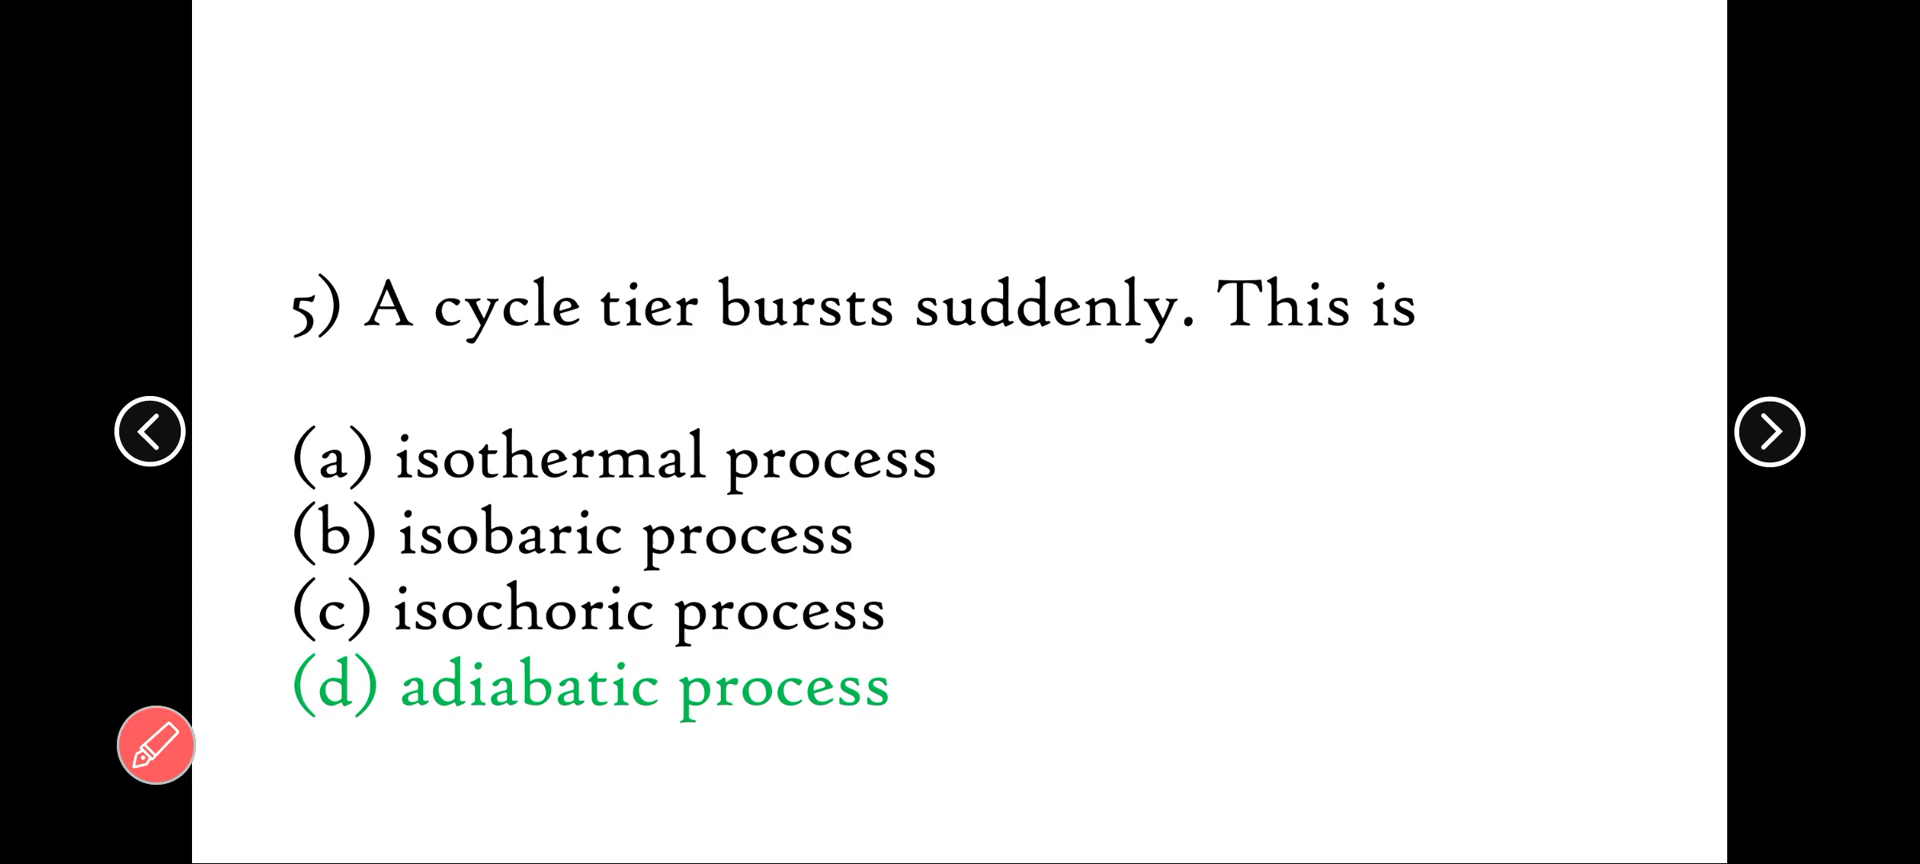 5) A cycle tier bursts suddenly. This is
(a) isothermal process
(b) isobaric process
(c) isochoric process
(d) adiabatic process